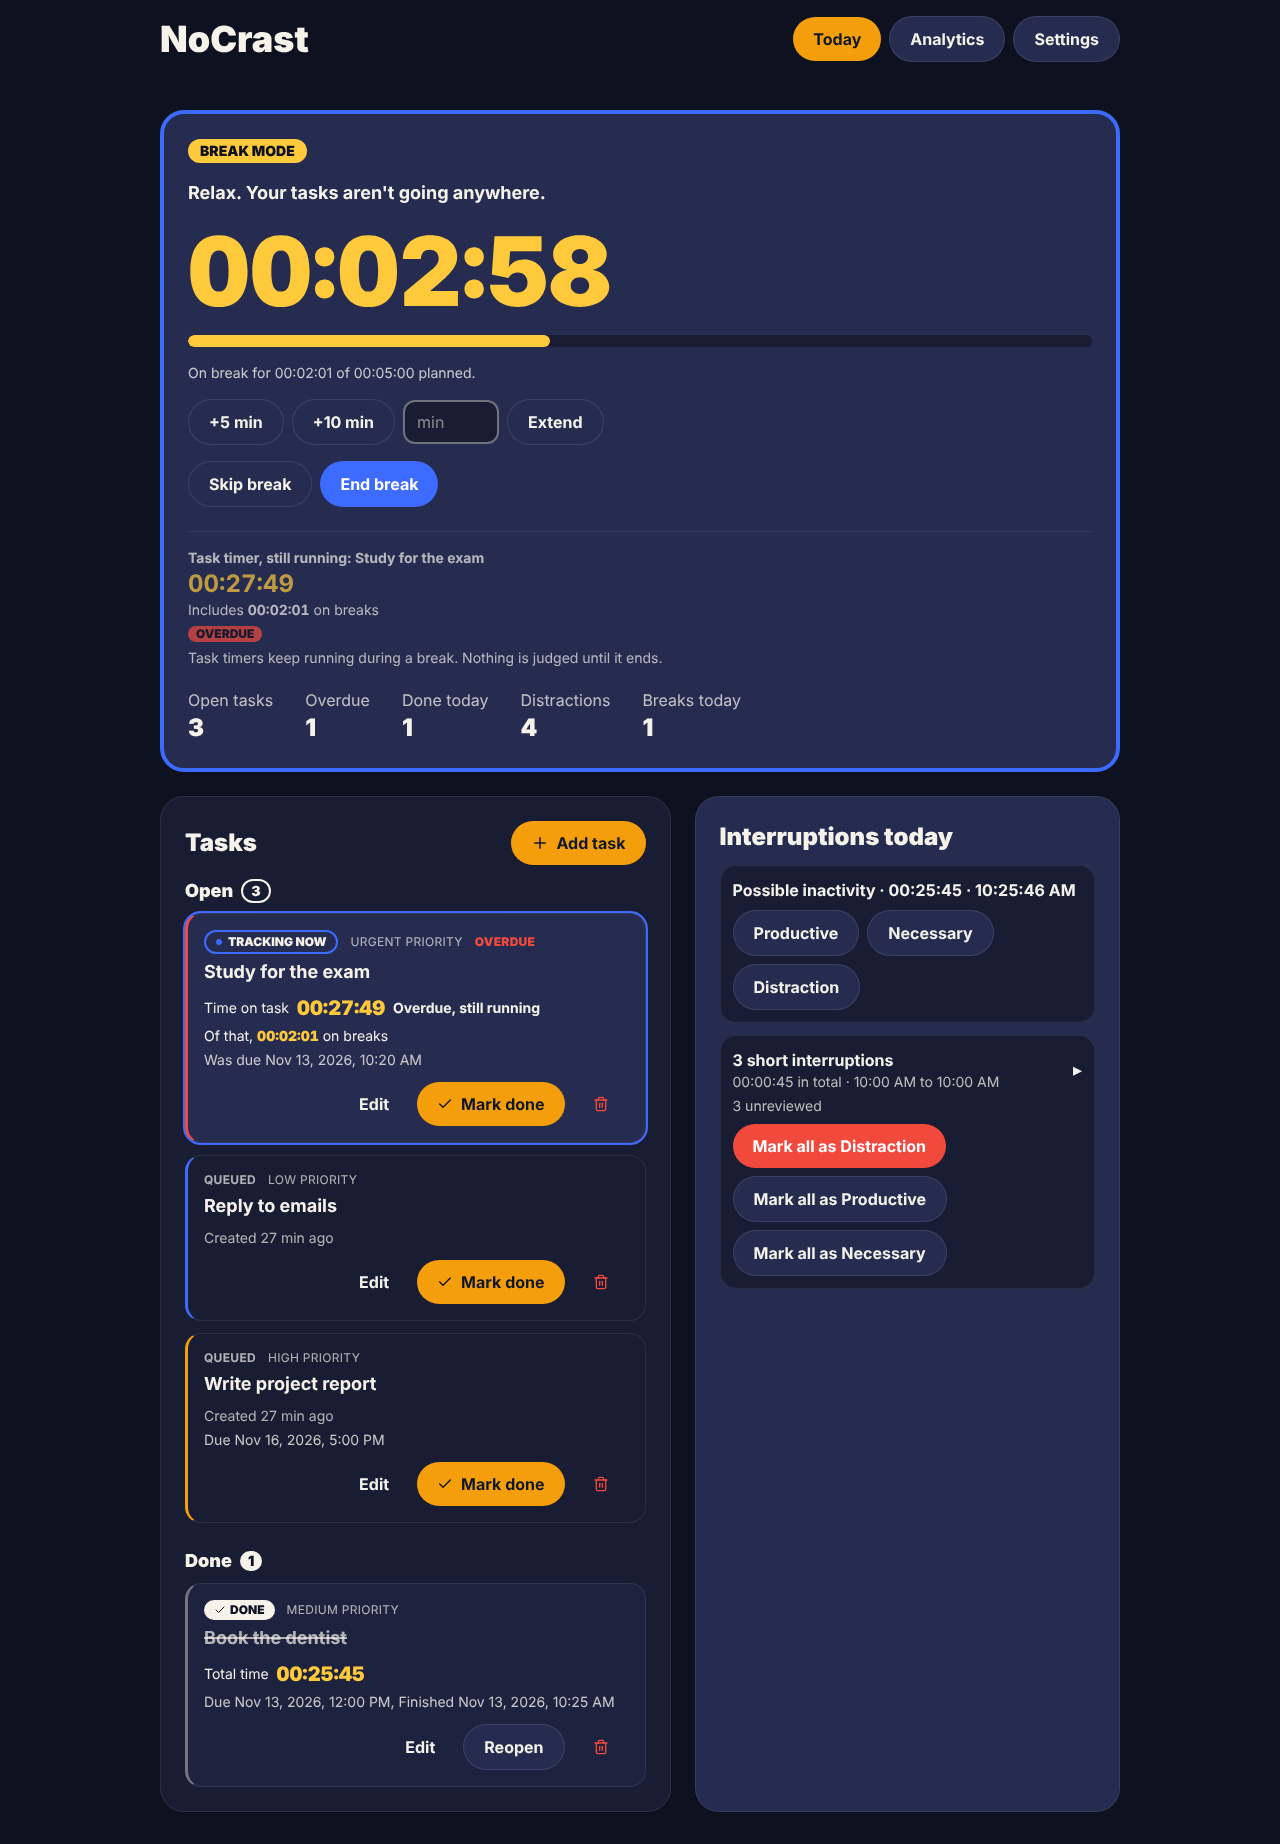 NoCrast
Today
Analytics
Settings
BREAK MODE
Relax. Your tasks aren't going anywhere.
00:02:58
On break for 00:02:01 of 00:05:00 planned.
+5 min
+10 min
min
Extend
Skip break
End break
Task timer, still running: Study for the exam
00:27:49
Includes 00:02:01 on breaks
OVERDUE
Task timers keep running during a break. Nothing is judged until it ends.
Open tasks
3
Overdue
1
Done today
1
Distractions
4
Breaks today
1
Tasks
Add task
Open 3
TRACKING NOW URGENT PRIORITY OVERDUE
Study for the exam
Time on task 00:27:49 Overdue, still running
Of that, 00:02:01 on breaks
Was due Nov 13, 2026, 10:20 AM
Edit
Mark done
QUEUED LOW PRIORITY
Reply to emails
Created 27 min ago
Edit
Mark done
QUEUED HIGH PRIORITY
Write project report
Created 27 min ago
Due Nov 16, 2026, 5:00 PM
Edit
Mark done
Done 1
DONE MEDIUM PRIORITY
Book the dentist
Total time 00:25:45
Due Nov 13, 2026, 12:00 PM, Finished Nov 13, 2026, 10:25 AM
Edit
Reopen
Interruptions today
Possible inactivity · 00:25:45 · 10:25:46 AM
Productive
Necessary
Distraction
3 short interruptions
00:00:45 in total · 10:00 AM to 10:00 AM
3 unreviewed
Mark all as Distraction
Mark all as Productive
Mark all as Necessary